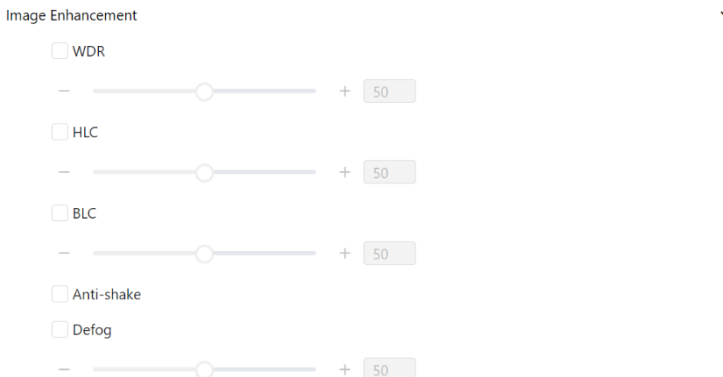 Image Enhancement
WDR
− + 50
HLC
− + 50
BLC
− + 50
Anti-shake
Defog
− + 50